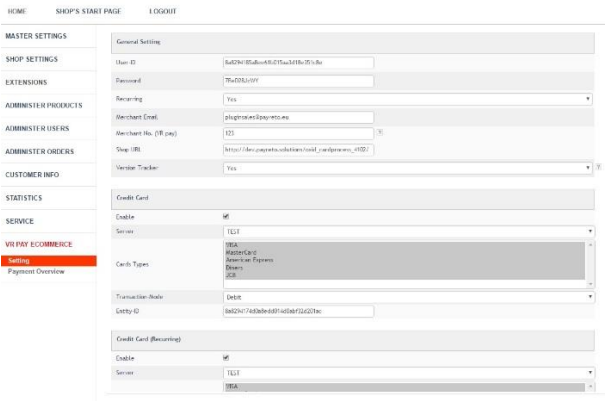 HOME SHOP'S START PAGE LOGOUT
MASTER SETTINGS
SHOP SETTINGS
EXTENSIONS
ADMINISTER PRODUCTS
ADMINISTER USERS
ADMINISTER ORDERS
CUSTOMER INFO
STATISTICS
SERVICE
VR PAY ECOMMERCE
Setting
Payment Overview
General Setting
User-ID
Password
Recurring Yes
Merchant Email pluginsales@payreto.eu
Merchant No. (VR pay) 123
Shop URL
Version Tracker Yes
Credit Card
Enable
Server TEST
Cards Types
VISA
MasterCard
American Express
Diners
JCB
Transaction-Mode Debit
Entity-ID
Credit Card (Recurring)
Enable
Server TEST
VISA